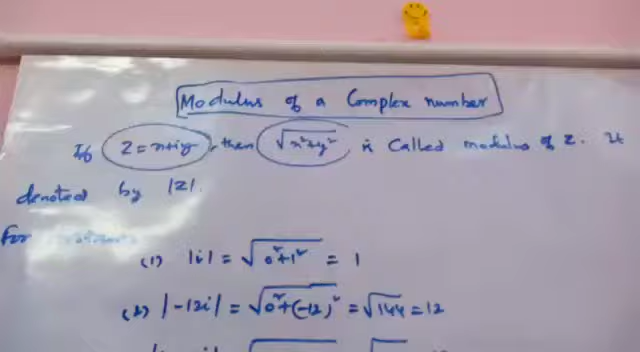 Modulus of a Complex number
If z = x+iy, then √x²+y² is called modulus of z. It
denoted by |z|.
For
(1) |i| = √0²+1² = 1
(2) |-12i| = √0²+(-12)² = √144 = 12